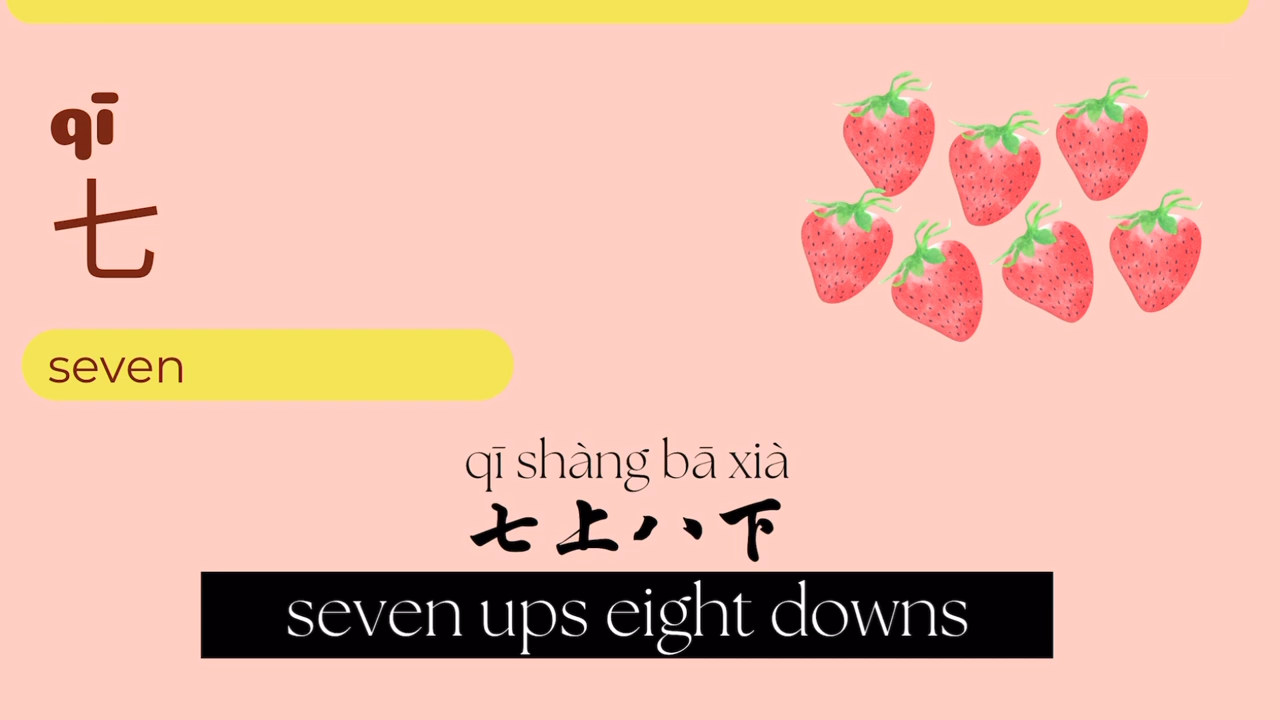 qī
七
seven
qī shàng bā xià
七上八下
seven ups eight downs